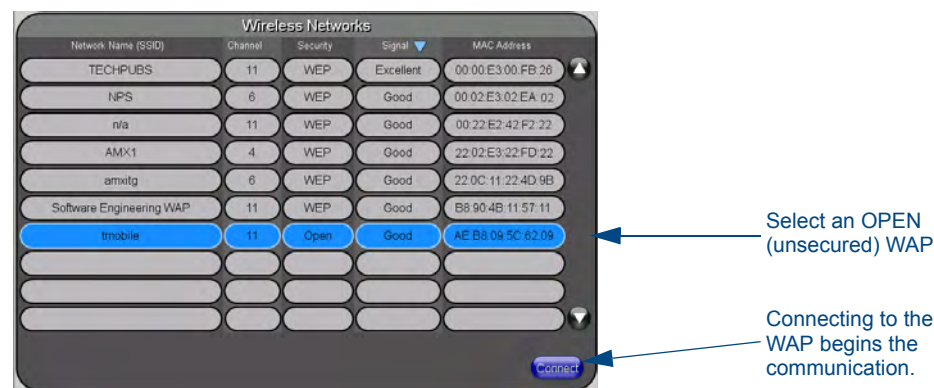 Wireless Networks
Network Name (SSID) Channel Security Signal MAC Address
TECHPUBS 11 WEP Excellent 00:00:E3:00:FB:26
NPS 6 WEP Good 00:02:E3:02:EA:02
n/a 11 WEP Good 00:22:E2:42:F2:22
AMX1 4 WEP Good 22:02:E3:22:FD:22
amxitg 6 WEP Good 22:0C:11:22:4D:9B
Software Engineering WAP 11 WEP Good B8:90:4B:11:57:11
tmobile 11 Open Good AE:B8:09:5C:62:09
Select an OPEN
(unsecured) WAP
Connecting to the
WAP begins the
communication.
Connect